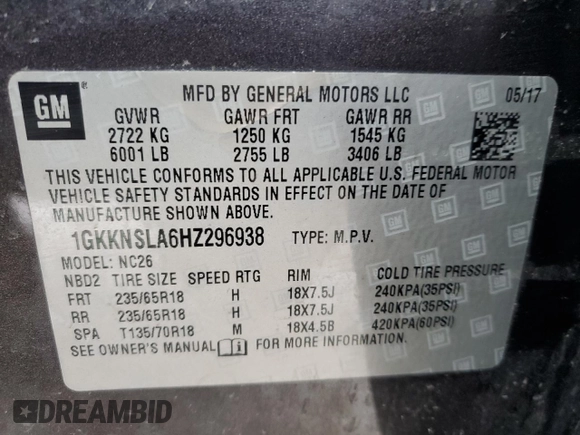 GM
MFD BY GENERAL MOTORS LLC 05/17
GVWR GAWR FRT GAWR RR
2722 KG 1250 KG 1545 KG
6001 LB 2755 LB 3406 LB
THIS VEHICLE CONFORMS TO ALL APPLICABLE U.S. FEDERAL MOTOR
VEHICLE SAFETY STANDARDS IN EFFECT ON THE DATE OF
MANUFACTURE SHOWN ABOVE.
1GKKNSLA6HZ296938 TYPE: M.P.V.
MODEL: NC26
NBD2 TIRE SIZE SPEED RTG RIM COLD TIRE PRESSURE
FRT 235/65R18 H 18X7.5J 240KPA(35PSI)
RR 235/65R18 H 18X7.5J 240KPA(35PSI)
SPA T135/70R18 M 18X4.5B 420KPA(60PSI)
SEE OWNER'S MANUAL FOR MORE INFORMATION.
DREAMBID